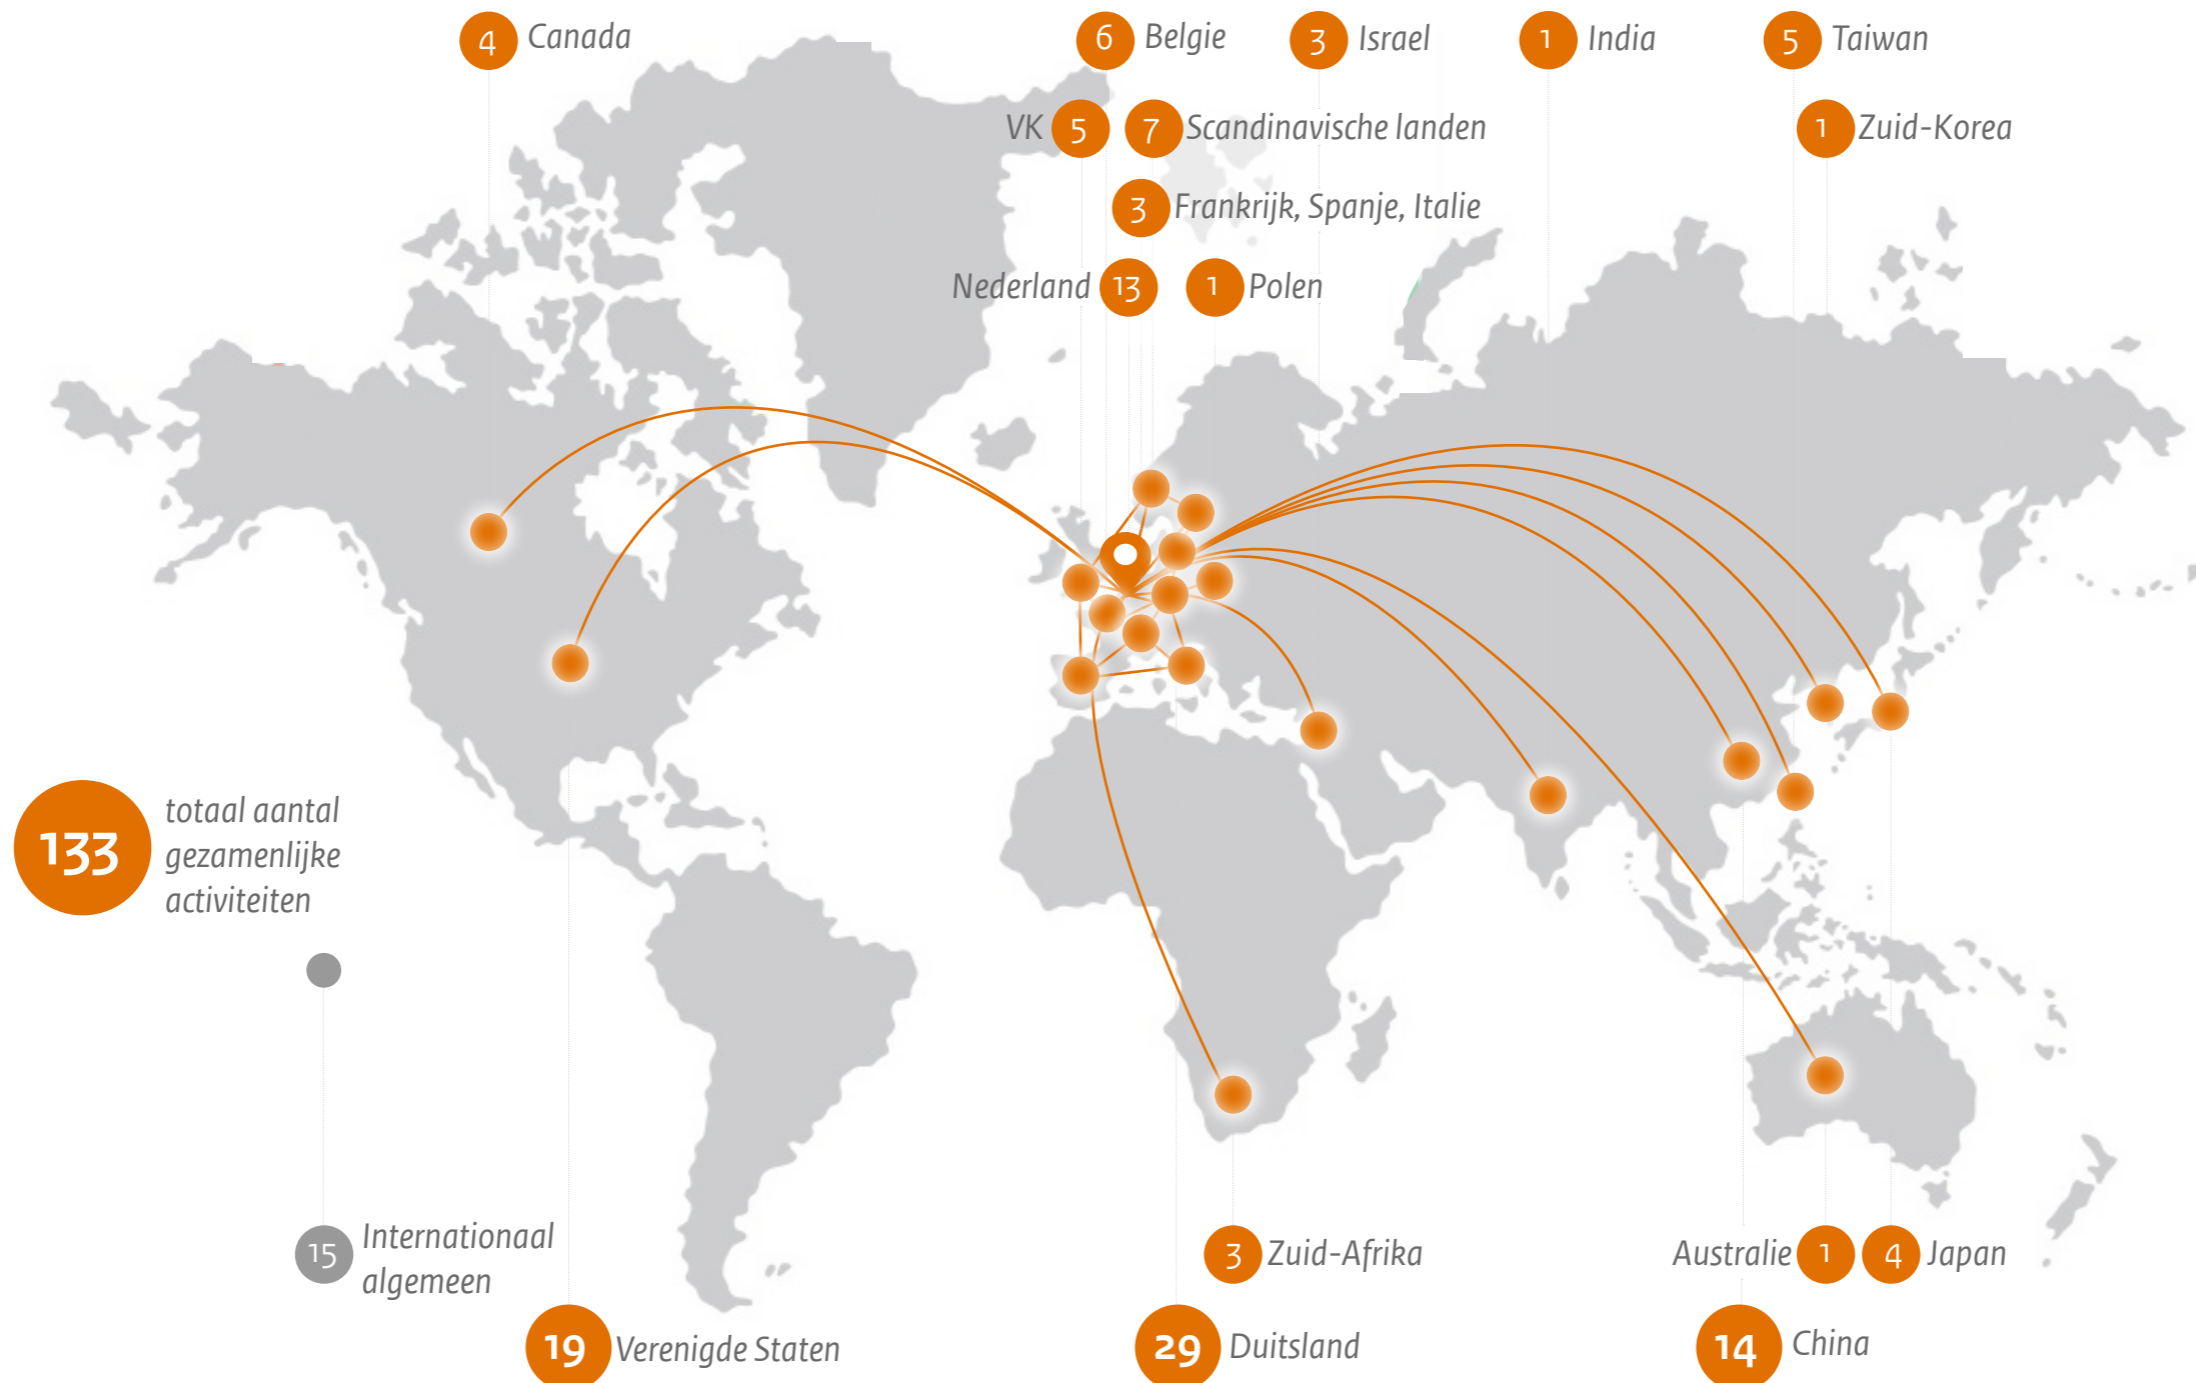 4 Canada
6 Belgie
3 Israel
1 India
5 Taiwan
VK 5
7 Scandinavische landen
1 Zuid-Korea
3 Frankrijk, Spanje, Italie
Nederland 13
1 Polen
133
totaal aantal
gezamenlijke
activiteiten
15
Internationaal
algemeen
3 Zuid-Afrika
Australie 1
4 Japan
19 Verenigde Staten
29 Duitsland
14 China